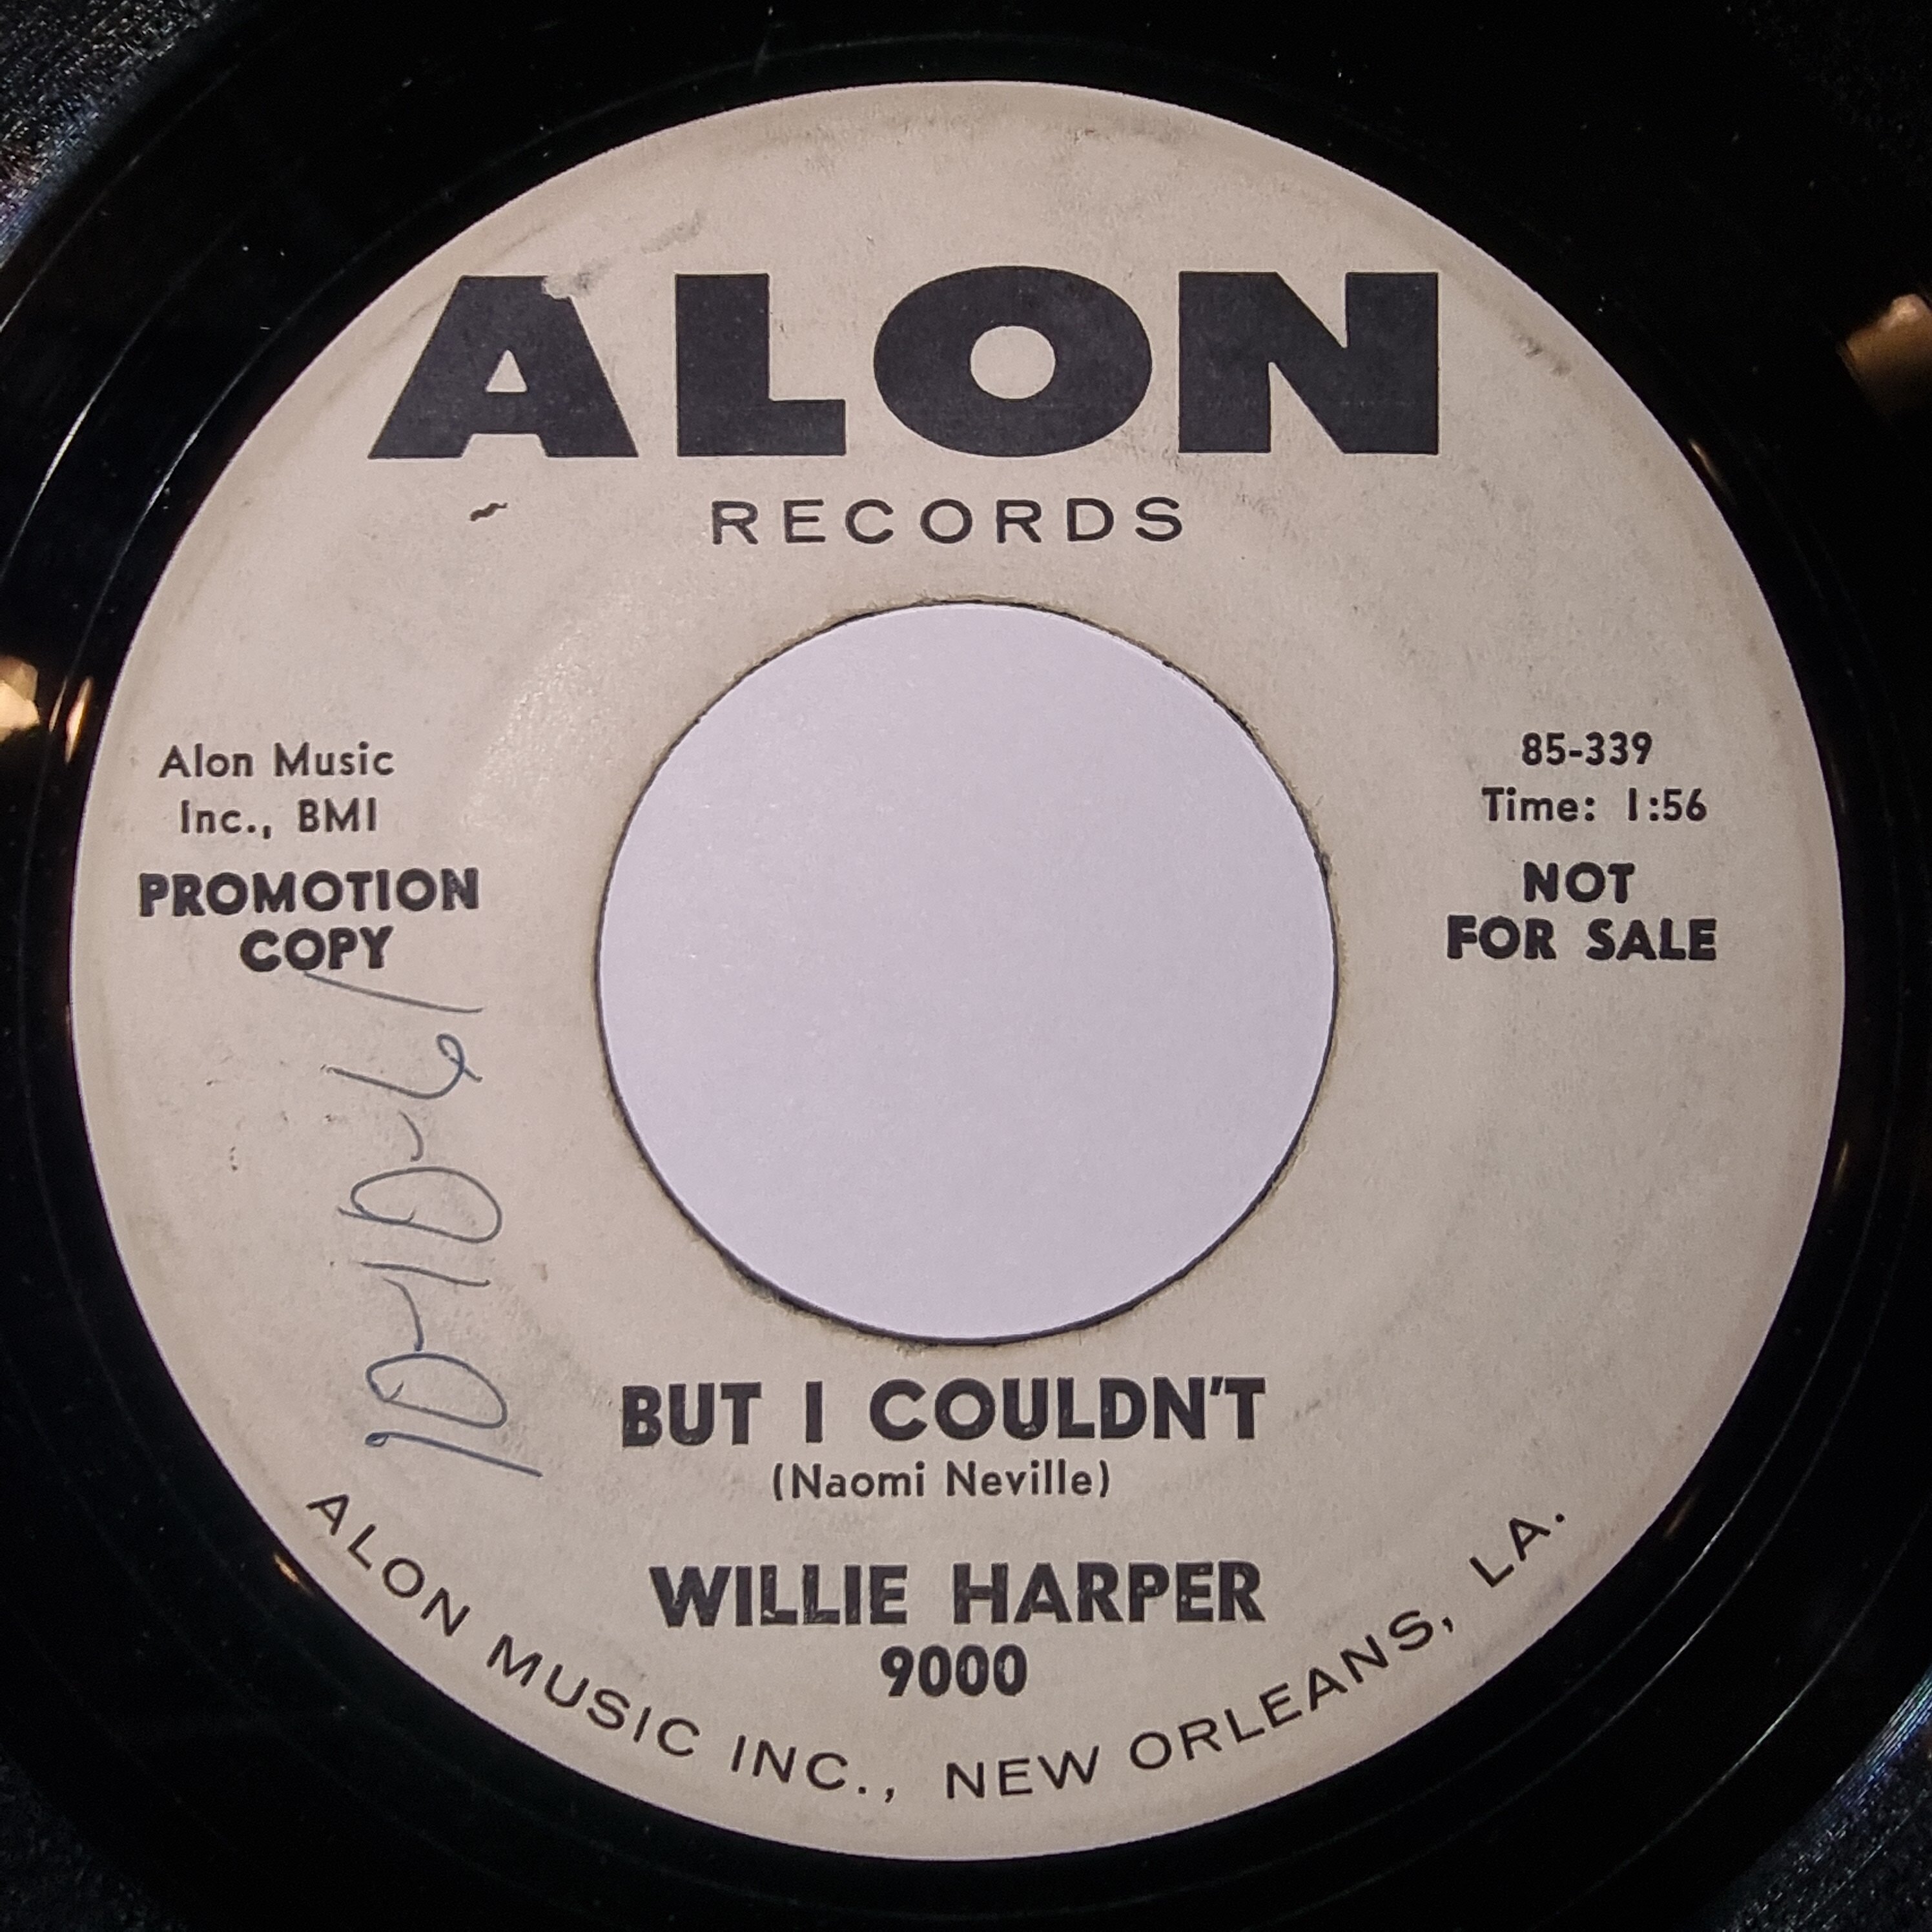 ALON
RECORDS
Alon Music
Inc., BMI
PROMOTION
COPY
85-339
Time: 1:56
NOT
FOR SALE
10-10-61
BUT I COULDN'T
(Naomi Neville)
WILLIE HARPER
9000
ALON MUSIC INC., NEW ORLEANS, LA.